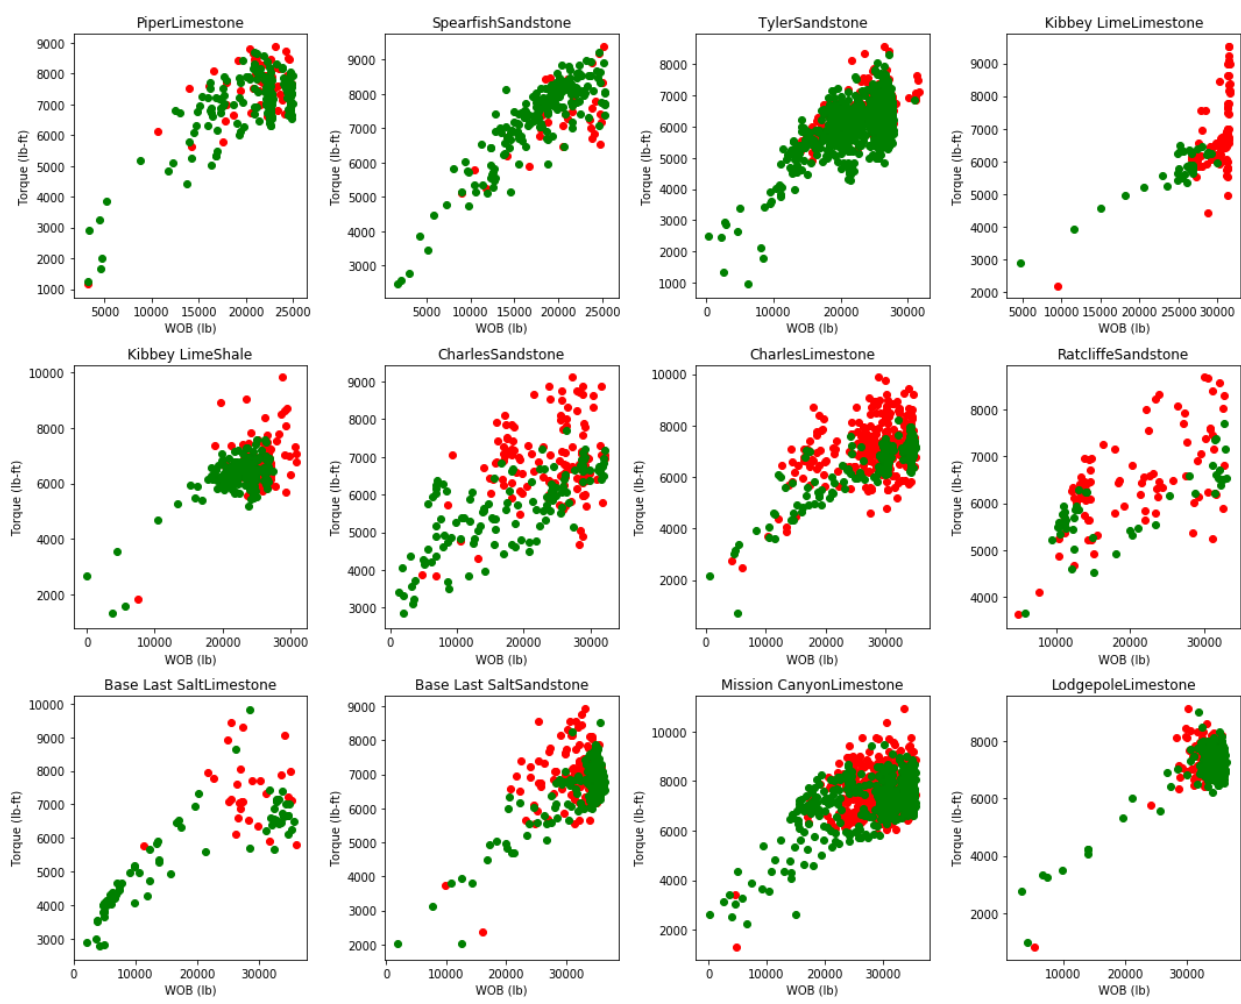 PiperLimestone
9000
8000
7000
6000
5000
4000
3000
2000
1000
Torque (lb-ft)
5000 10000 15000 20000 25000
WOB (lb)
SpearfishSandstone
9000
8000
7000
6000
5000
4000
3000
Torque (lb-ft)
5000 10000 15000 20000 25000
WOB (lb)
TylerSandstone
8000
7000
6000
5000
4000
3000
2000
1000
Torque (lb-ft)
0 10000 20000 30000
WOB (lb)
Kibbey LimeLimestone
9000
8000
7000
6000
5000
4000
3000
2000
Torque (lb-ft)
5000 10000 15000 20000 25000 30000
WOB (lb)
Kibbey LimeShale
10000
8000
6000
4000
2000
Torque (lb-ft)
0 10000 20000 30000
WOB (lb)
CharlesSandstone
9000
8000
7000
6000
5000
4000
3000
Torque (lb-ft)
0 10000 20000 30000
WOB (lb)
CharlesLimestone
10000
8000
6000
4000
2000
Torque (lb-ft)
0 10000 20000 30000
WOB (lb)
RatcliffeSandstone
8000
7000
6000
5000
4000
Torque (lb-ft)
10000 20000 30000
WOB (lb)
Base Last SaltLimestone
10000
9000
8000
7000
6000
5000
4000
3000
Torque (lb-ft)
0 10000 20000 30000
WOB (lb)
Base Last SaltSandstone
9000
8000
7000
6000
5000
4000
3000
2000
Torque (lb-ft)
0 10000 20000 30000
WOB (lb)
Mission CanyonLimestone
10000
8000
6000
4000
2000
Torque (lb-ft)
0 10000 20000 30000
WOB (lb)
LodgepoleLimestone
8000
6000
4000
2000
Torque (lb-ft)
10000 20000 30000
WOB (lb)